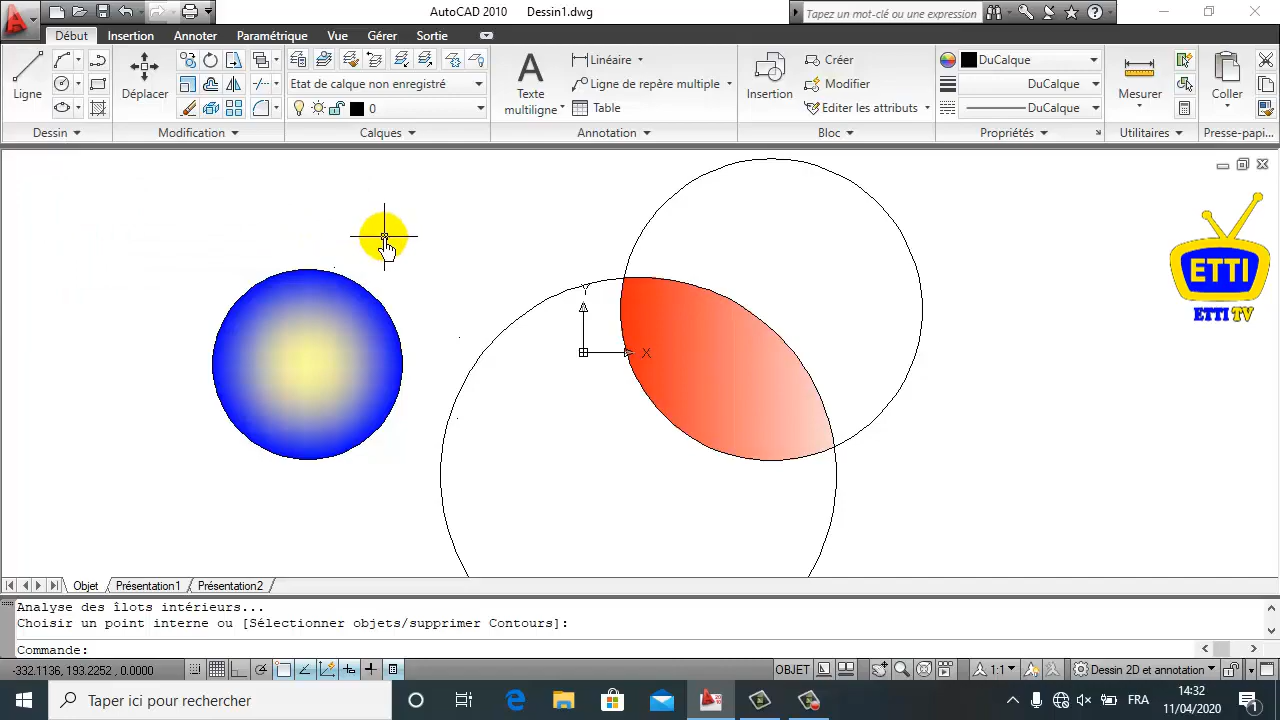 AutoCAD 2010 Dessin1.dwg
Tapez un mot-clé ou une expression
Début Insertion Annoter Paramétrique Vue Gérer Sortie
Ligne
Déplacer
Etat de calque non enregistré
0
Texte
multiligne
Linéaire
Ligne de repère multiple
Table
Insertion
Créer
Modifier
Editer les attributs
DuCalque
DuCalque
DuCalque
Mesurer
Coller
Dessin Modification Calques Annotation Bloc Propriétés Utilitaires Presse-papi...
Y
X
ETTI
ETTI TV
Objet Présentation1 Présentation2
Analyse des îlots intérieurs...
Choisir un point interne ou [Sélectionner objets/supprimer Contours]:
Commande:
-332.1136, 193.2252, 0.0000
OBJET
1:1
Dessin 2D et annotation
Taper ici pour rechercher
FRA
14:32
11/04/2020
1